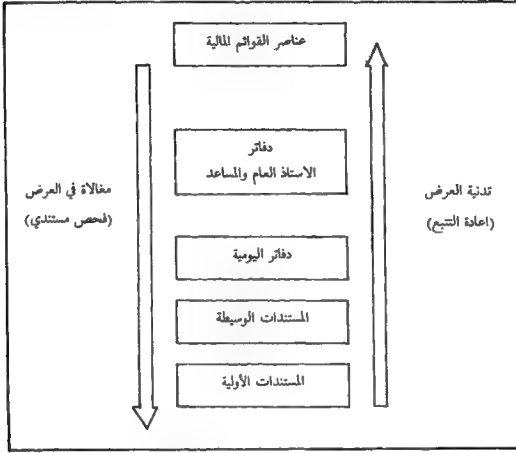 عناصر القوائم المالية
دفاتر
الاستاذ العام والمساعد
مغالاة في العرض
(فحص مستندي)
تدنية العرض
(اعادة التتبع)
دفاتر اليومية
المستندات الوسيطة
المستندات الأولية